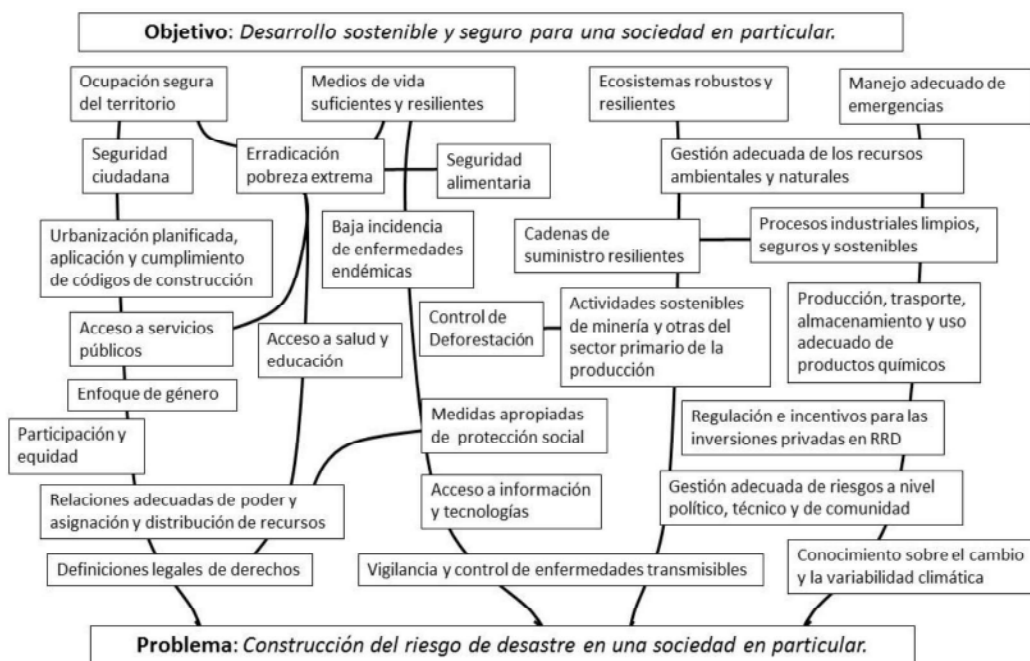 Objetivo: Desarrollo sostenible y seguro para una sociedad en particular.
Ocupación segura
del territorio
Medios de vida
suficientes y resilientes
Ecosistemas robustos y
resilientes
Manejo adecuado de
emergencias
Seguridad
ciudadana
Erradicación
pobreza extrema
Seguridad
alimentaria
Gestión adecuada de los recursos
ambientales y naturales
Urbanización planificada,
aplicación y cumplimiento
de códigos de construcción
Baja incidencia
de enfermedades
endémicas
Cadenas de
suministro resilientes
Procesos industriales limpios,
seguros y sostenibles
Acceso a servicios
públicos
Acceso a salud y
educación
Control de
Deforestación
Actividades sostenibles
de minería y otras del
sector primario de la
producción
Producción, trasporte,
almacenamiento y uso
adecuado de
productos químicos
Enfoque de género
Participación y
equidad
Medidas apropiadas
de protección social
Regulación e incentivos para las
inversiones privadas en RRD
Relaciones adecuadas de poder y
asignación y distribución de recursos
Acceso a información
y tecnologías
Gestión adecuada de riesgos a nivel
político, técnico y de comunidad
Definiciones legales de derechos
Vigilancia y control de enfermedades transmisibles
Conocimiento sobre el cambio
y la variabilidad climática
Problema: Construcción del riesgo de desastre en una sociedad en particular.